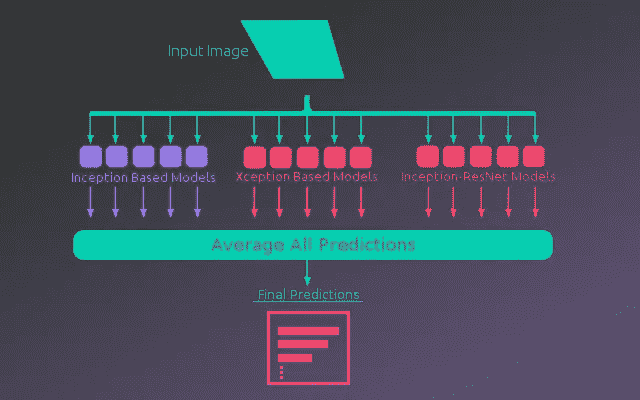 Input Image
Inception Based Models
Xception Based Models
Inception-ResNet Models
Average All Predictions
Final Predictions